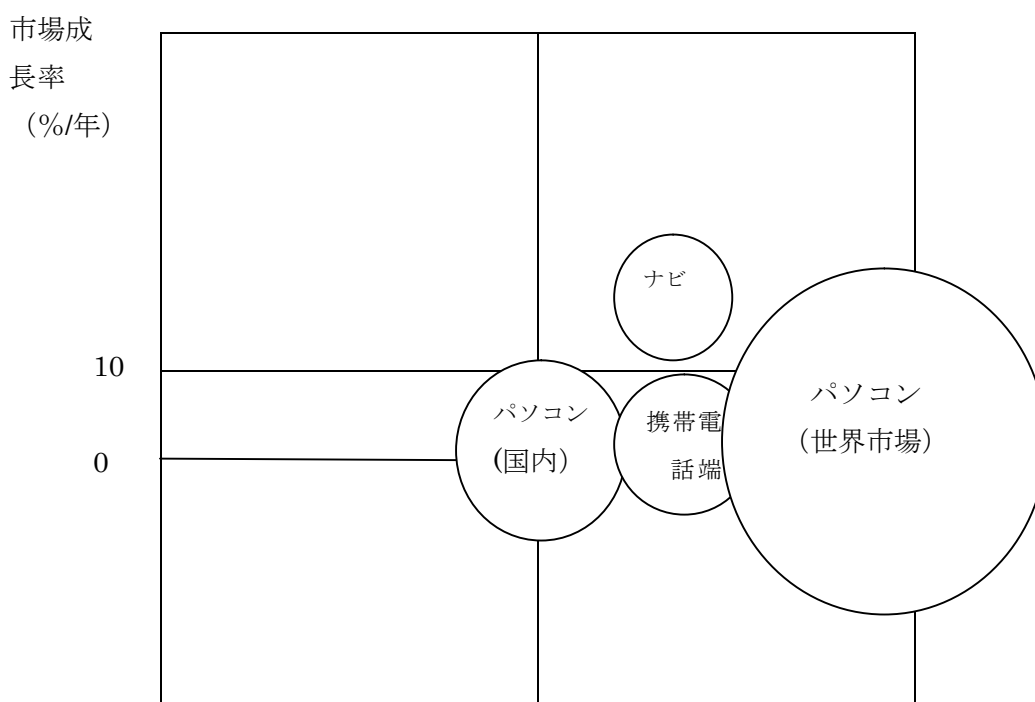 市場成
長率
（％/年）
ナビ
10
パソコン
(国内）
0
携帯電
話端
パソコン
（世界市場）